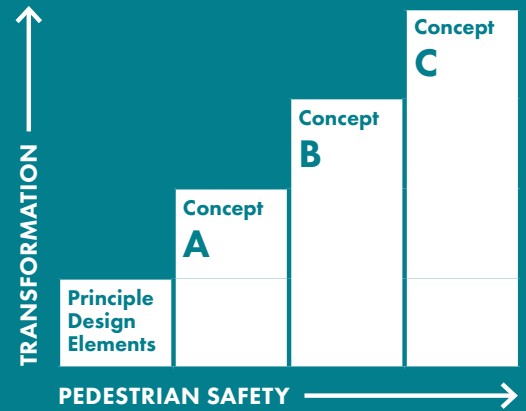 Concept
C
Concept
B
Concept
A
Principle
Design
Elements
TRANSFORMATION
PEDESTRIAN SAFETY